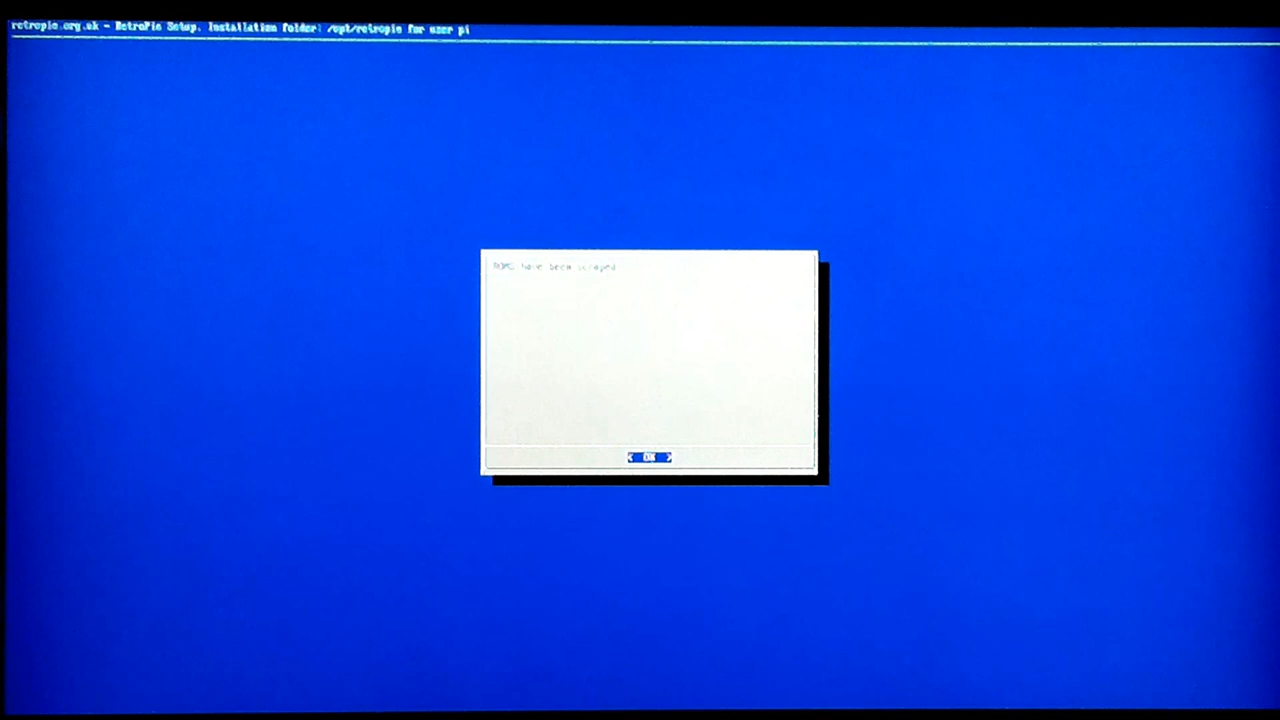 retropie.org.uk - RetroPie Setup. Installation folder: /opt/retropie for user pi
ROMS have been scraped
< OK >